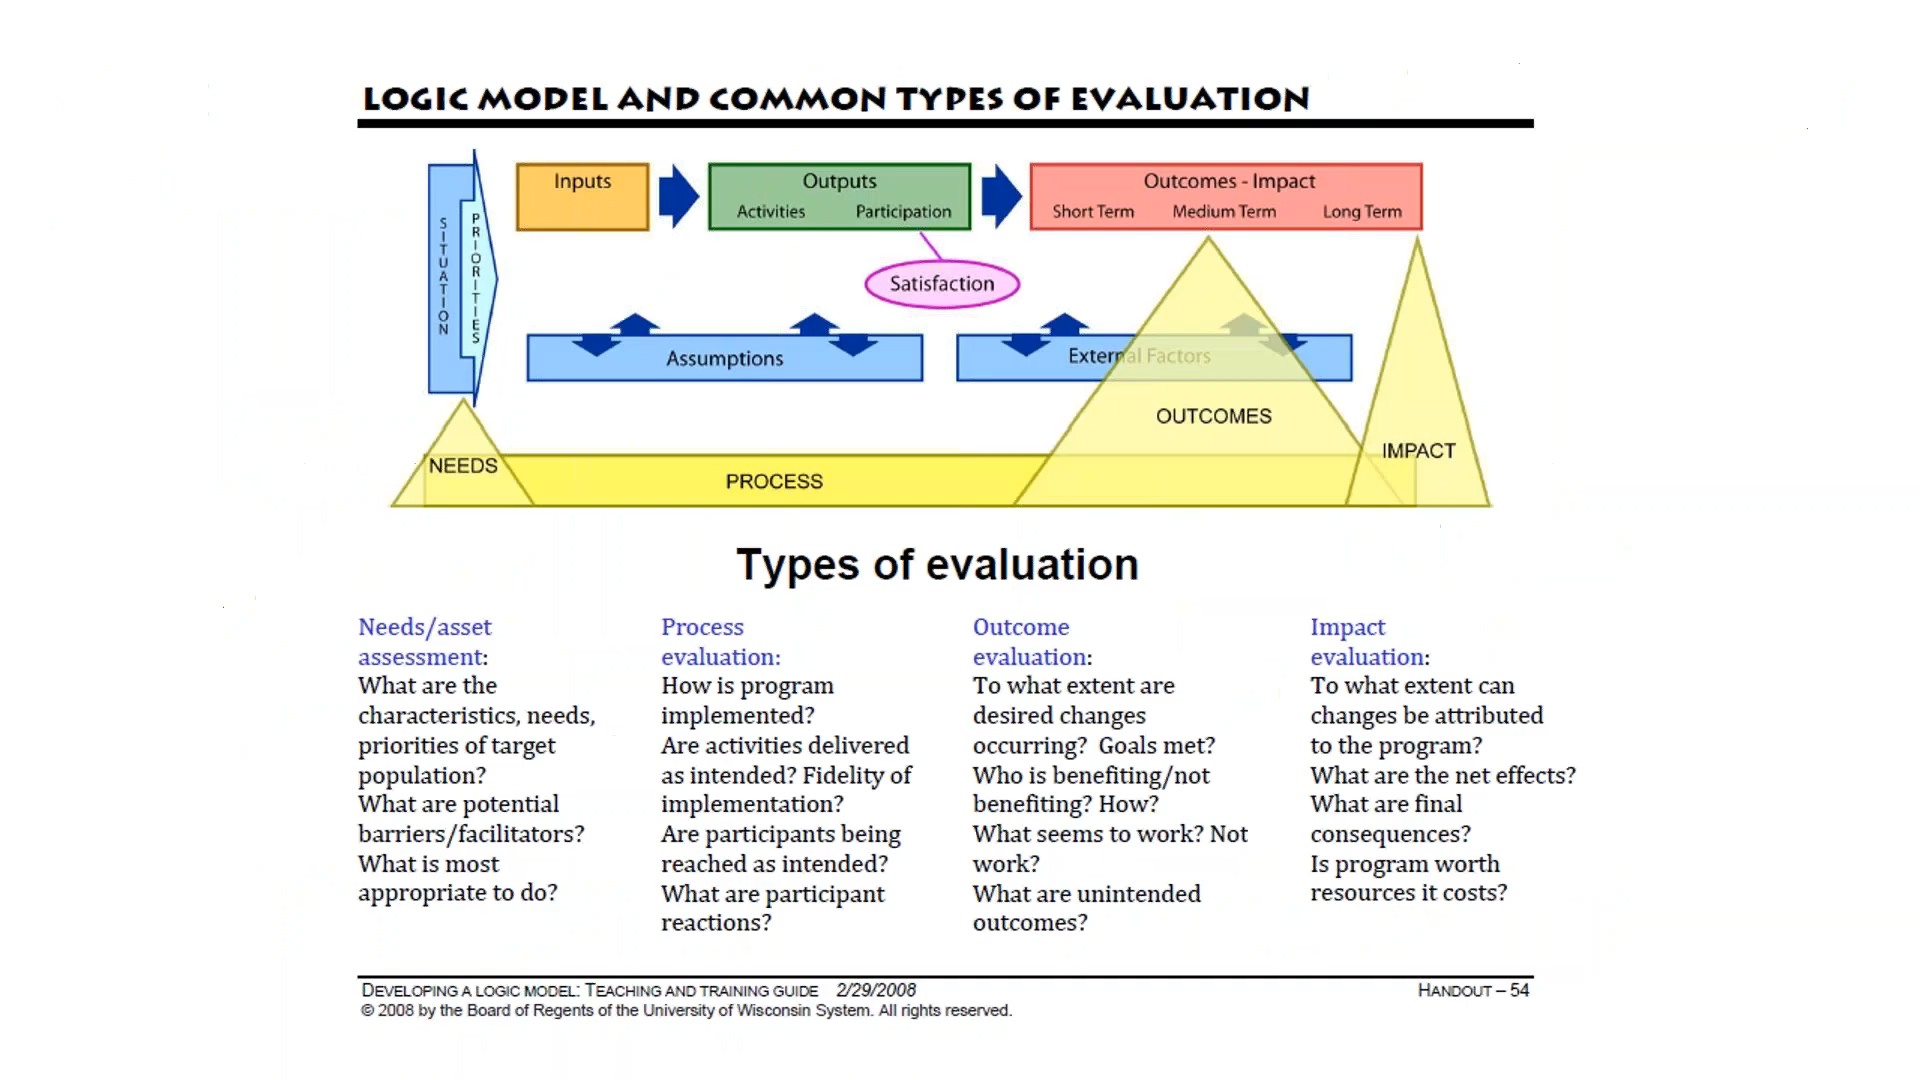 LOGIC MODEL AND COMMON TYPES OF EVALUATION
SITUATION
PRIORITIES
Inputs
Outputs
Activities Participation
Outcomes - Impact
Short Term Medium Term Long Term
Satisfaction
Assumptions
External Factors
NEEDS
PROCESS
OUTCOMES
IMPACT
Types of evaluation
Needs/asset
assessment:
What are the
characteristics, needs,
priorities of target
population?
What are potential
barriers/facilitators?
What is most
appropriate to do?
Process
evaluation:
How is program
implemented?
Are activities delivered
as intended? Fidelity of
implementation?
Are participants being
reached as intended?
What are participant
reactions?
Outcome
evaluation:
To what extent are
desired changes
occurring? Goals met?
Who is benefiting/not
benefiting? How?
What seems to work? Not
work?
What are unintended
outcomes?
Impact
evaluation:
To what extent can
changes be attributed
to the program?
What are the net effects?
What are final
consequences?
Is program worth
resources it costs?
DEVELOPING A LOGIC MODEL: TEACHING AND TRAINING GUIDE 2/29/2008
HANDOUT – 54
© 2008 by the Board of Regents of the University of Wisconsin System. All rights reserved.